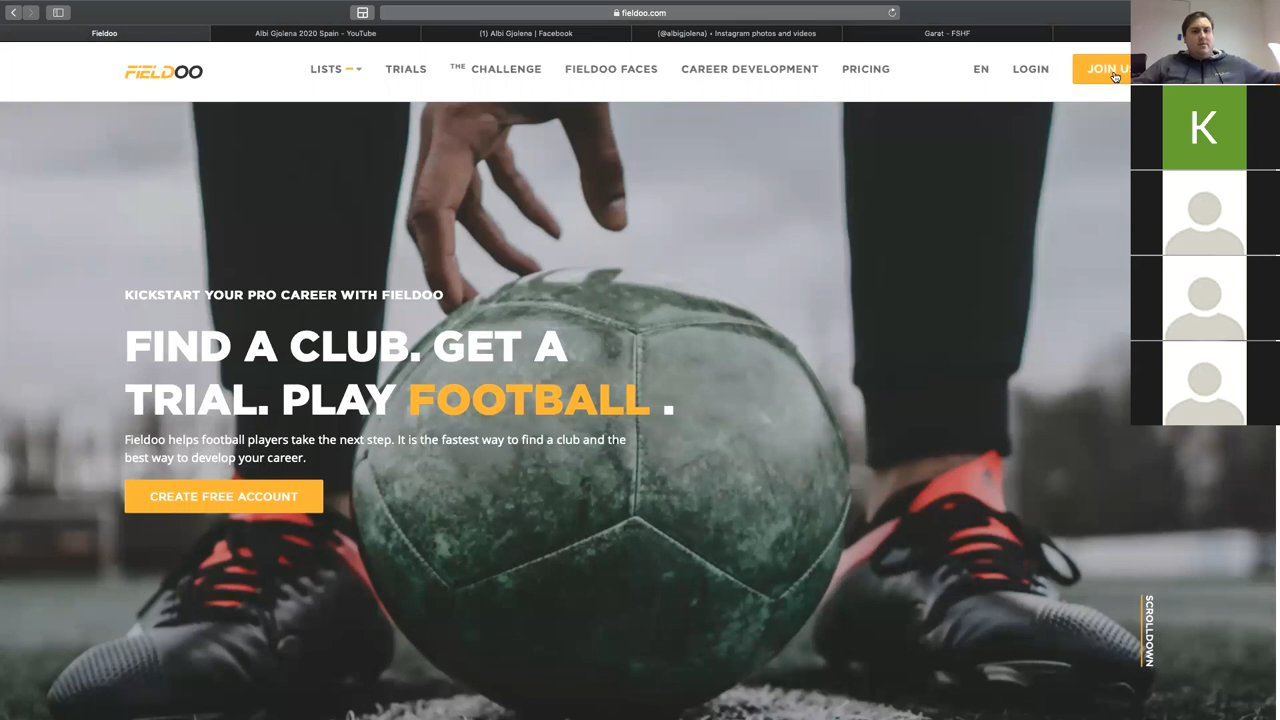 fieldoo.com
Fieldoo
Albi Gjolena 2020 Spain - YouTube
(1) Albi Gjolena | Facebook
(@albigjolena) • Instagram photos and videos
Garat - FSHF
FIELDOO
LISTS
TRIALS
THE CHALLENGE
FIELDOO FACES
CAREER DEVELOPMENT
PRICING
EN
LOGIN
JOIN U
K
KICKSTART YOUR PRO CAREER WITH FIELDOO
FIND A CLUB. GET A
TRIAL. PLAY FOOTBALL .
Fieldoo helps football players take the next step. It is the fastest way to find a club and the
best way to develop your career.
CREATE FREE ACCOUNT
SCROLLDOWN